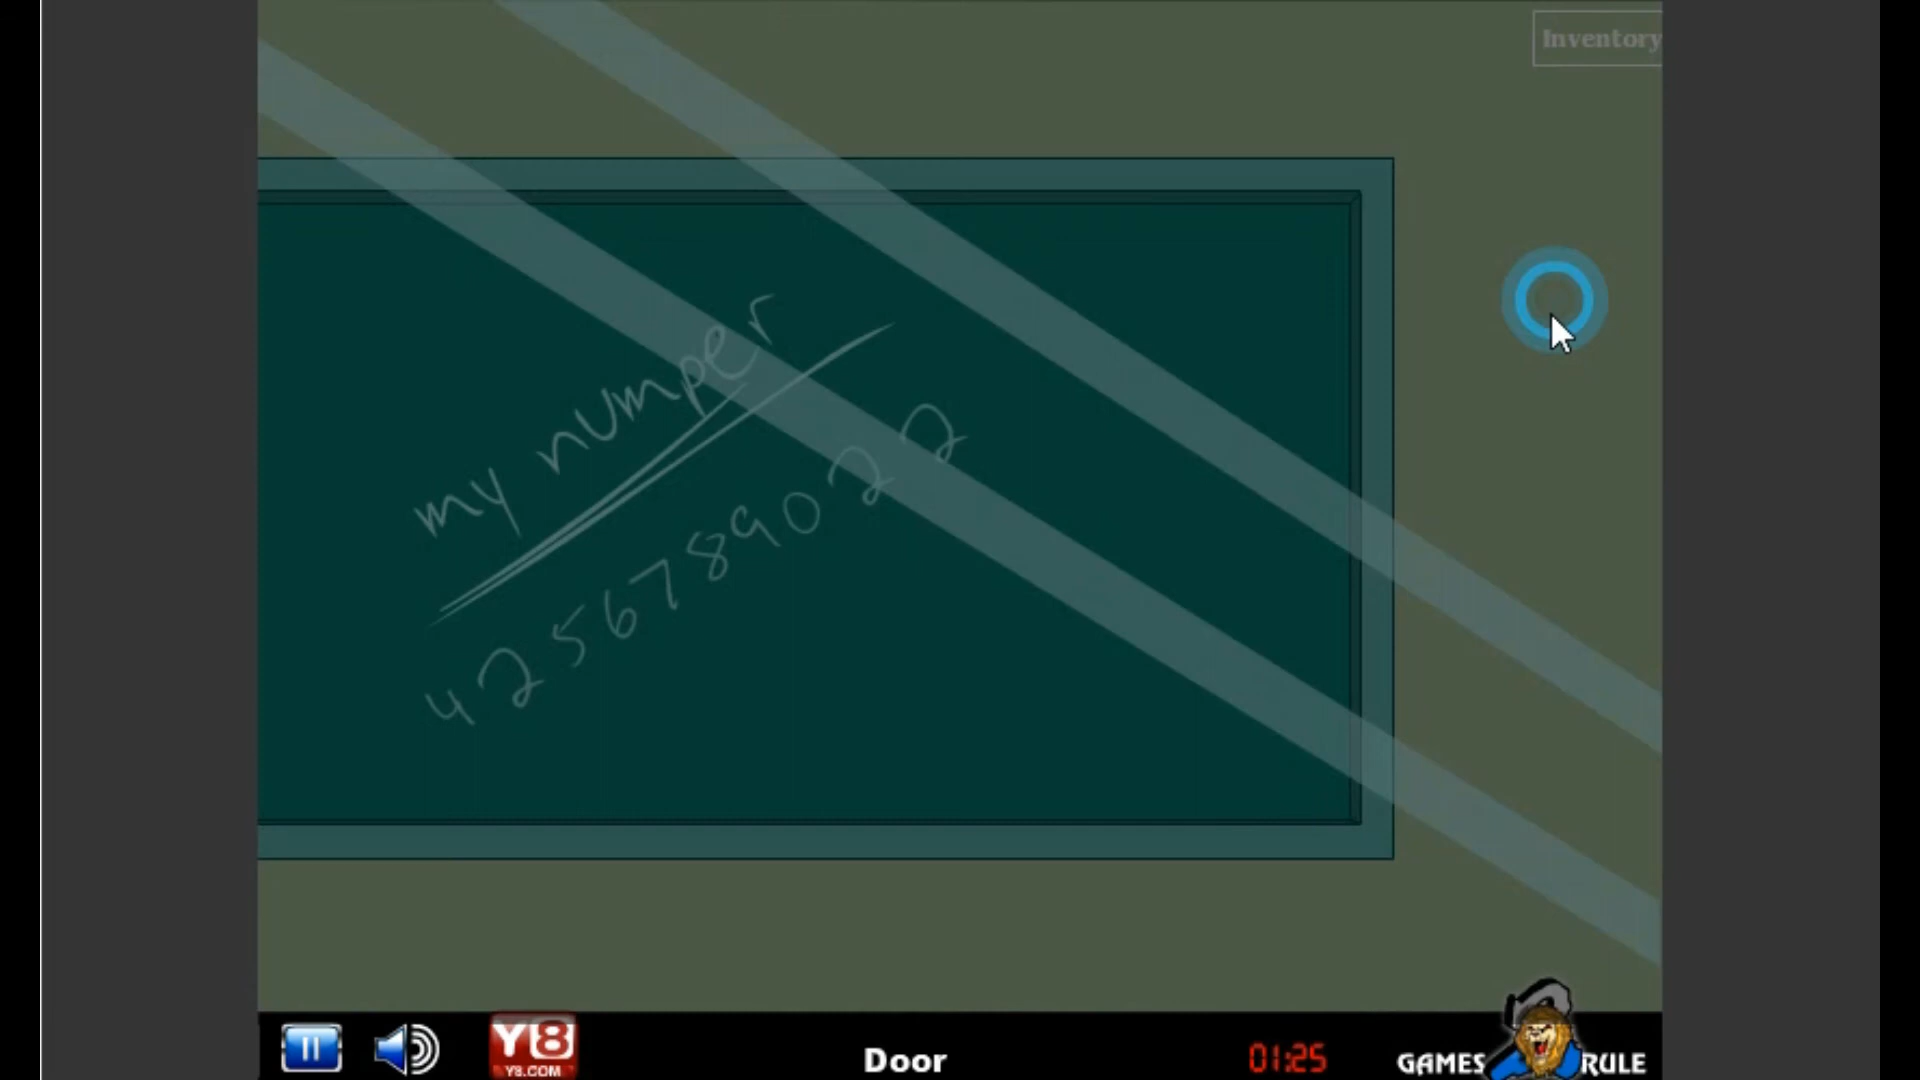 Inventory
my numper
4256789022
Y8
Y8.COM
Door
01:25
GAMES RULE